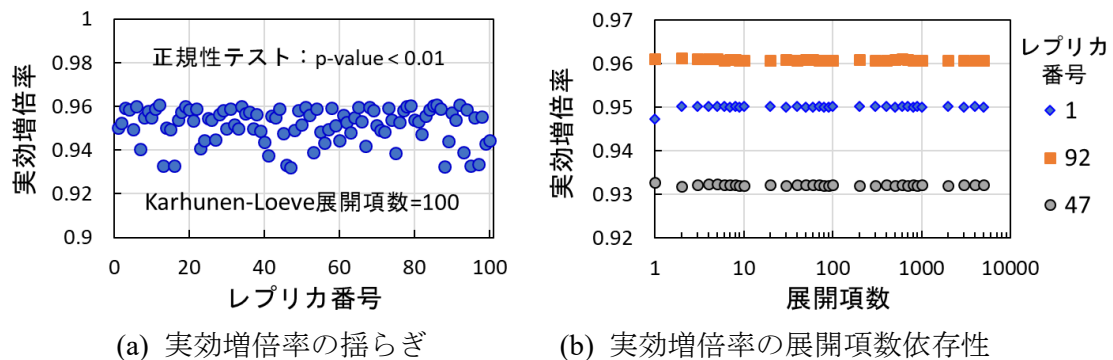 1
0.98
0.96
0.94
0.92
0.9
実効増倍率
正規性テスト：p-value＜0.01
Karhunen-Loeve展開項数=100
0
20
40
60
80
100
レプリカ番号
(a) 実効増倍率の揺らぎ
0.97
0.96
0.95
0.94
0.93
0.92
実効増倍率
1
10
100
1000
10000
展開項数
レプリカ
番号
1
92
47
(b) 実効増倍率の展開項数依存性